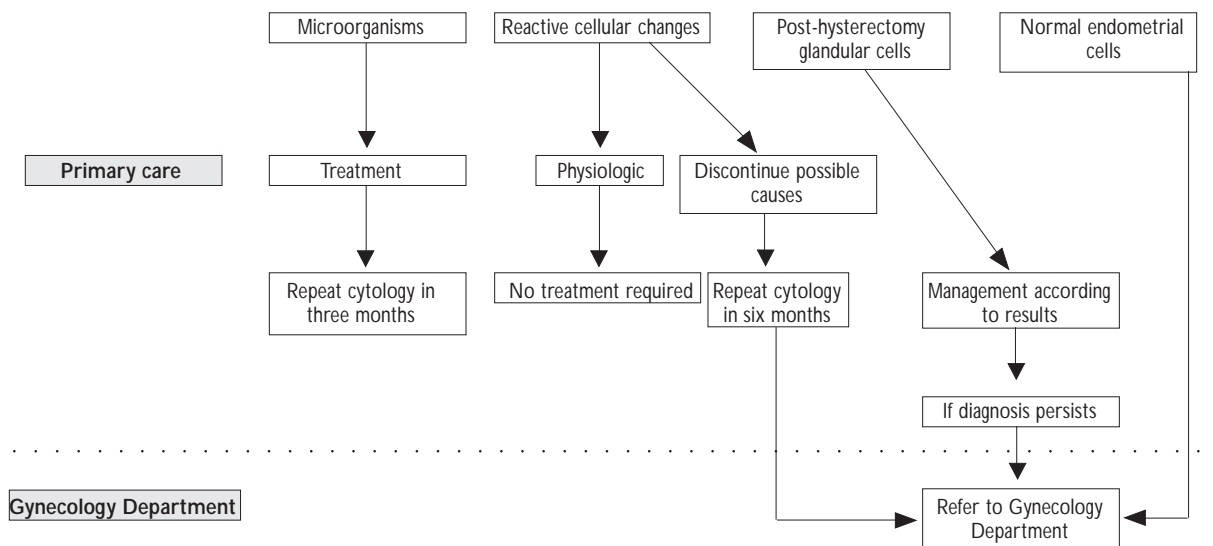 Microorganisms
Reactive cellular changes
Post-hysterectomy
glandular cells
Normal endometrial
cells
Primary care
Treatment
Physiologic
Discontinue possible
causes
Repeat cytology in
three months
No treatment required
Repeat cytology
in six months
Management according
to results
If diagnosis persists
Gynecology Department
Refer to Gynecology
Department